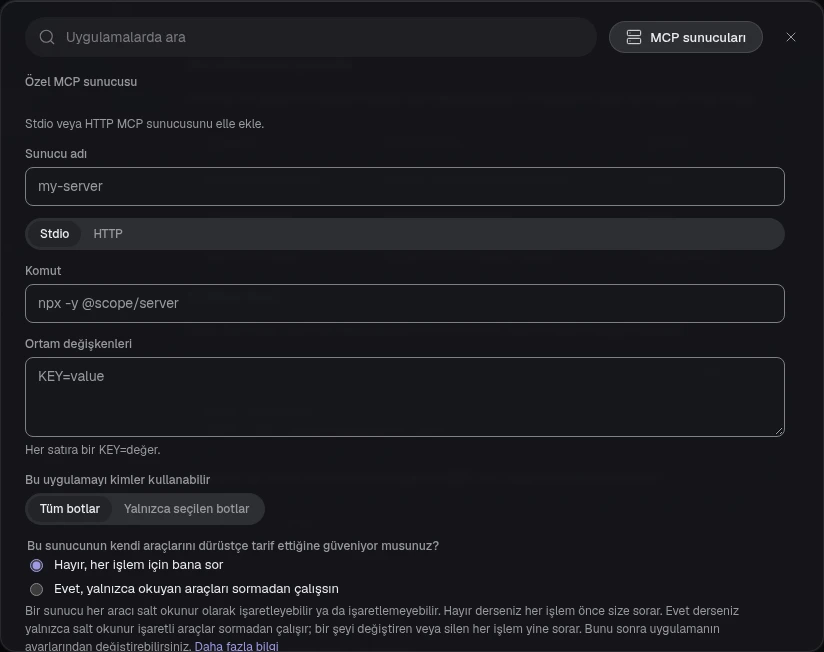 Uygulamalarda ara
MCP sunucuları
Özel MCP sunucusu
Stdio veya HTTP MCP sunucusunu elle ekle.
Sunucu adı
my-server
Stdio HTTP
Komut
npx -y @scope/server
Ortam değişkenleri
KEY=value
Her satıra bir KEY=değer.
Bu uygulamayı kimler kullanabilir
Tüm botlar Yalnızca seçilen botlar
Bu sunucunun kendi araçlarını dürüstçe tarif ettiğine güveniyor musunuz?
Hayır, her işlem için bana sor
Evet, yalnızca okuyan araçları sormadan çalışsın
Bir sunucu her aracı salt okunur olarak işaretleyebilir ya da işaretlemeyebilir. Hayır derseniz her işlem önce size sorar. Evet derseniz
yalnızca salt okunur işaretli araçlar sormadan çalışır; bir şeyi değiştiren veya silen her işlem yine sorar. Bunu sonra uygulamanın
ayarlarından değiştirebilirsiniz. Daha fazla bilgi